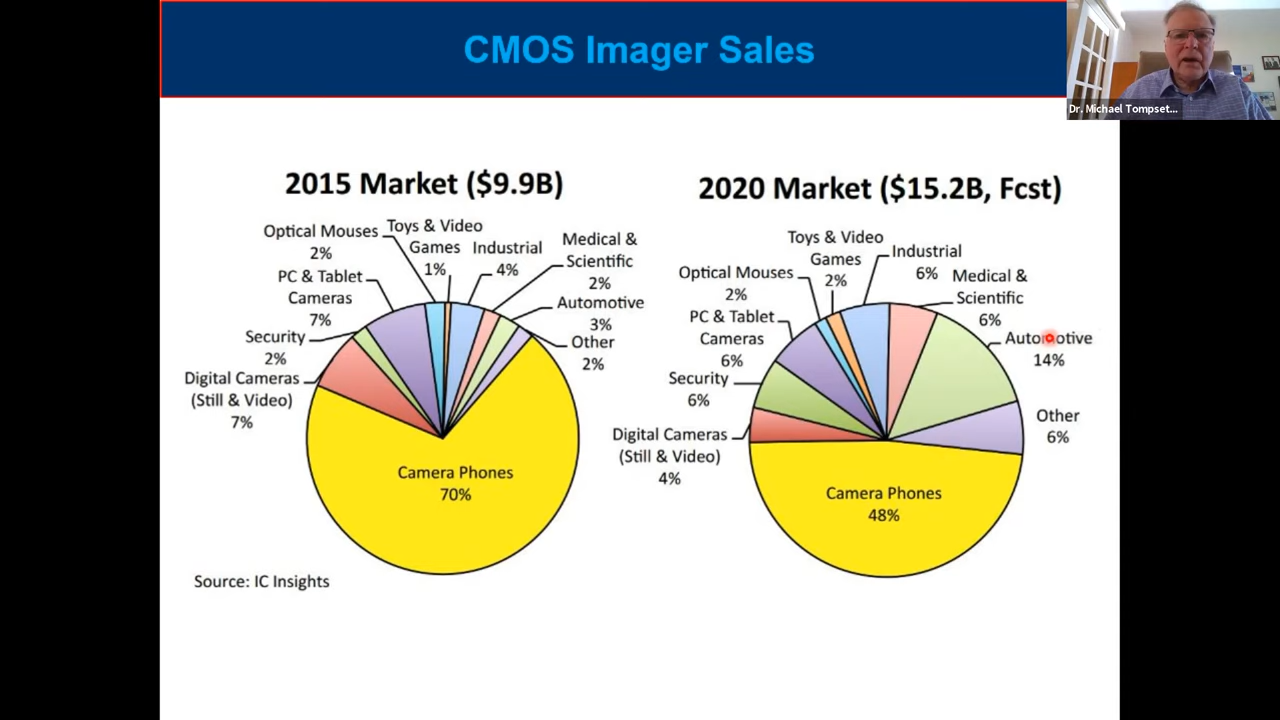 CMOS Imager Sales
Dr. Michael Tompset...
2015 Market ($9.9B)
Optical Mouses
2%
Toys & Video
Games
1%
Industrial
4%
Medical &
Scientific
2%
PC & Tablet
Cameras
7%
Automotive
3%
Security
2%
Other
2%
Digital Cameras
(Still & Video)
7%
Camera Phones
70%
Source: IC Insights
2020 Market ($15.2B, Fcst)
Toys & Video
Games
2%
Industrial
6%
Optical Mouses
2%
Medical &
Scientific
6%
PC & Tablet
Cameras
6%
Automotive
14%
Security
6%
Other
6%
Digital Cameras
(Still & Video)
4%
Camera Phones
48%